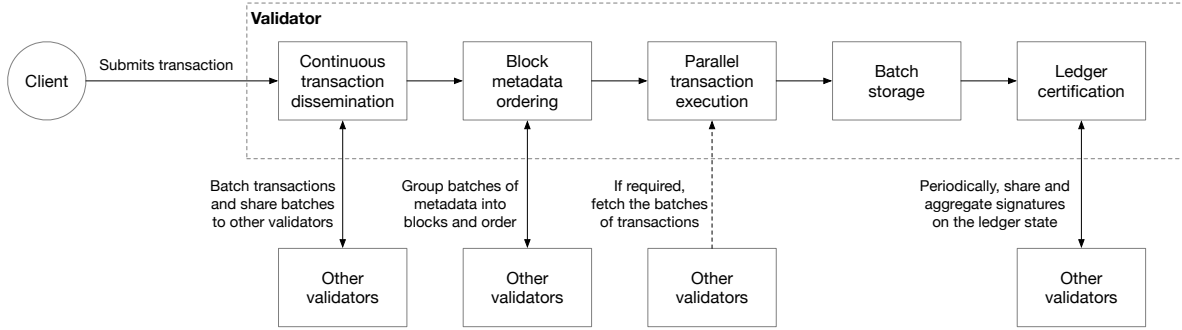 Validator
Client
Submits transaction
Continuous
transaction
dissemination
Block
metadata
ordering
Parallel
transaction
execution
Batch
storage
Ledger
certification
Batch transactions
and share batches
to other validators
Group batches of
metadata into
blocks and order
If required,
fetch the batches
of transactions
Periodically, share and
aggregate signatures
on the ledger state
Other
validators
Other
validators
Other
validators
Other
validators